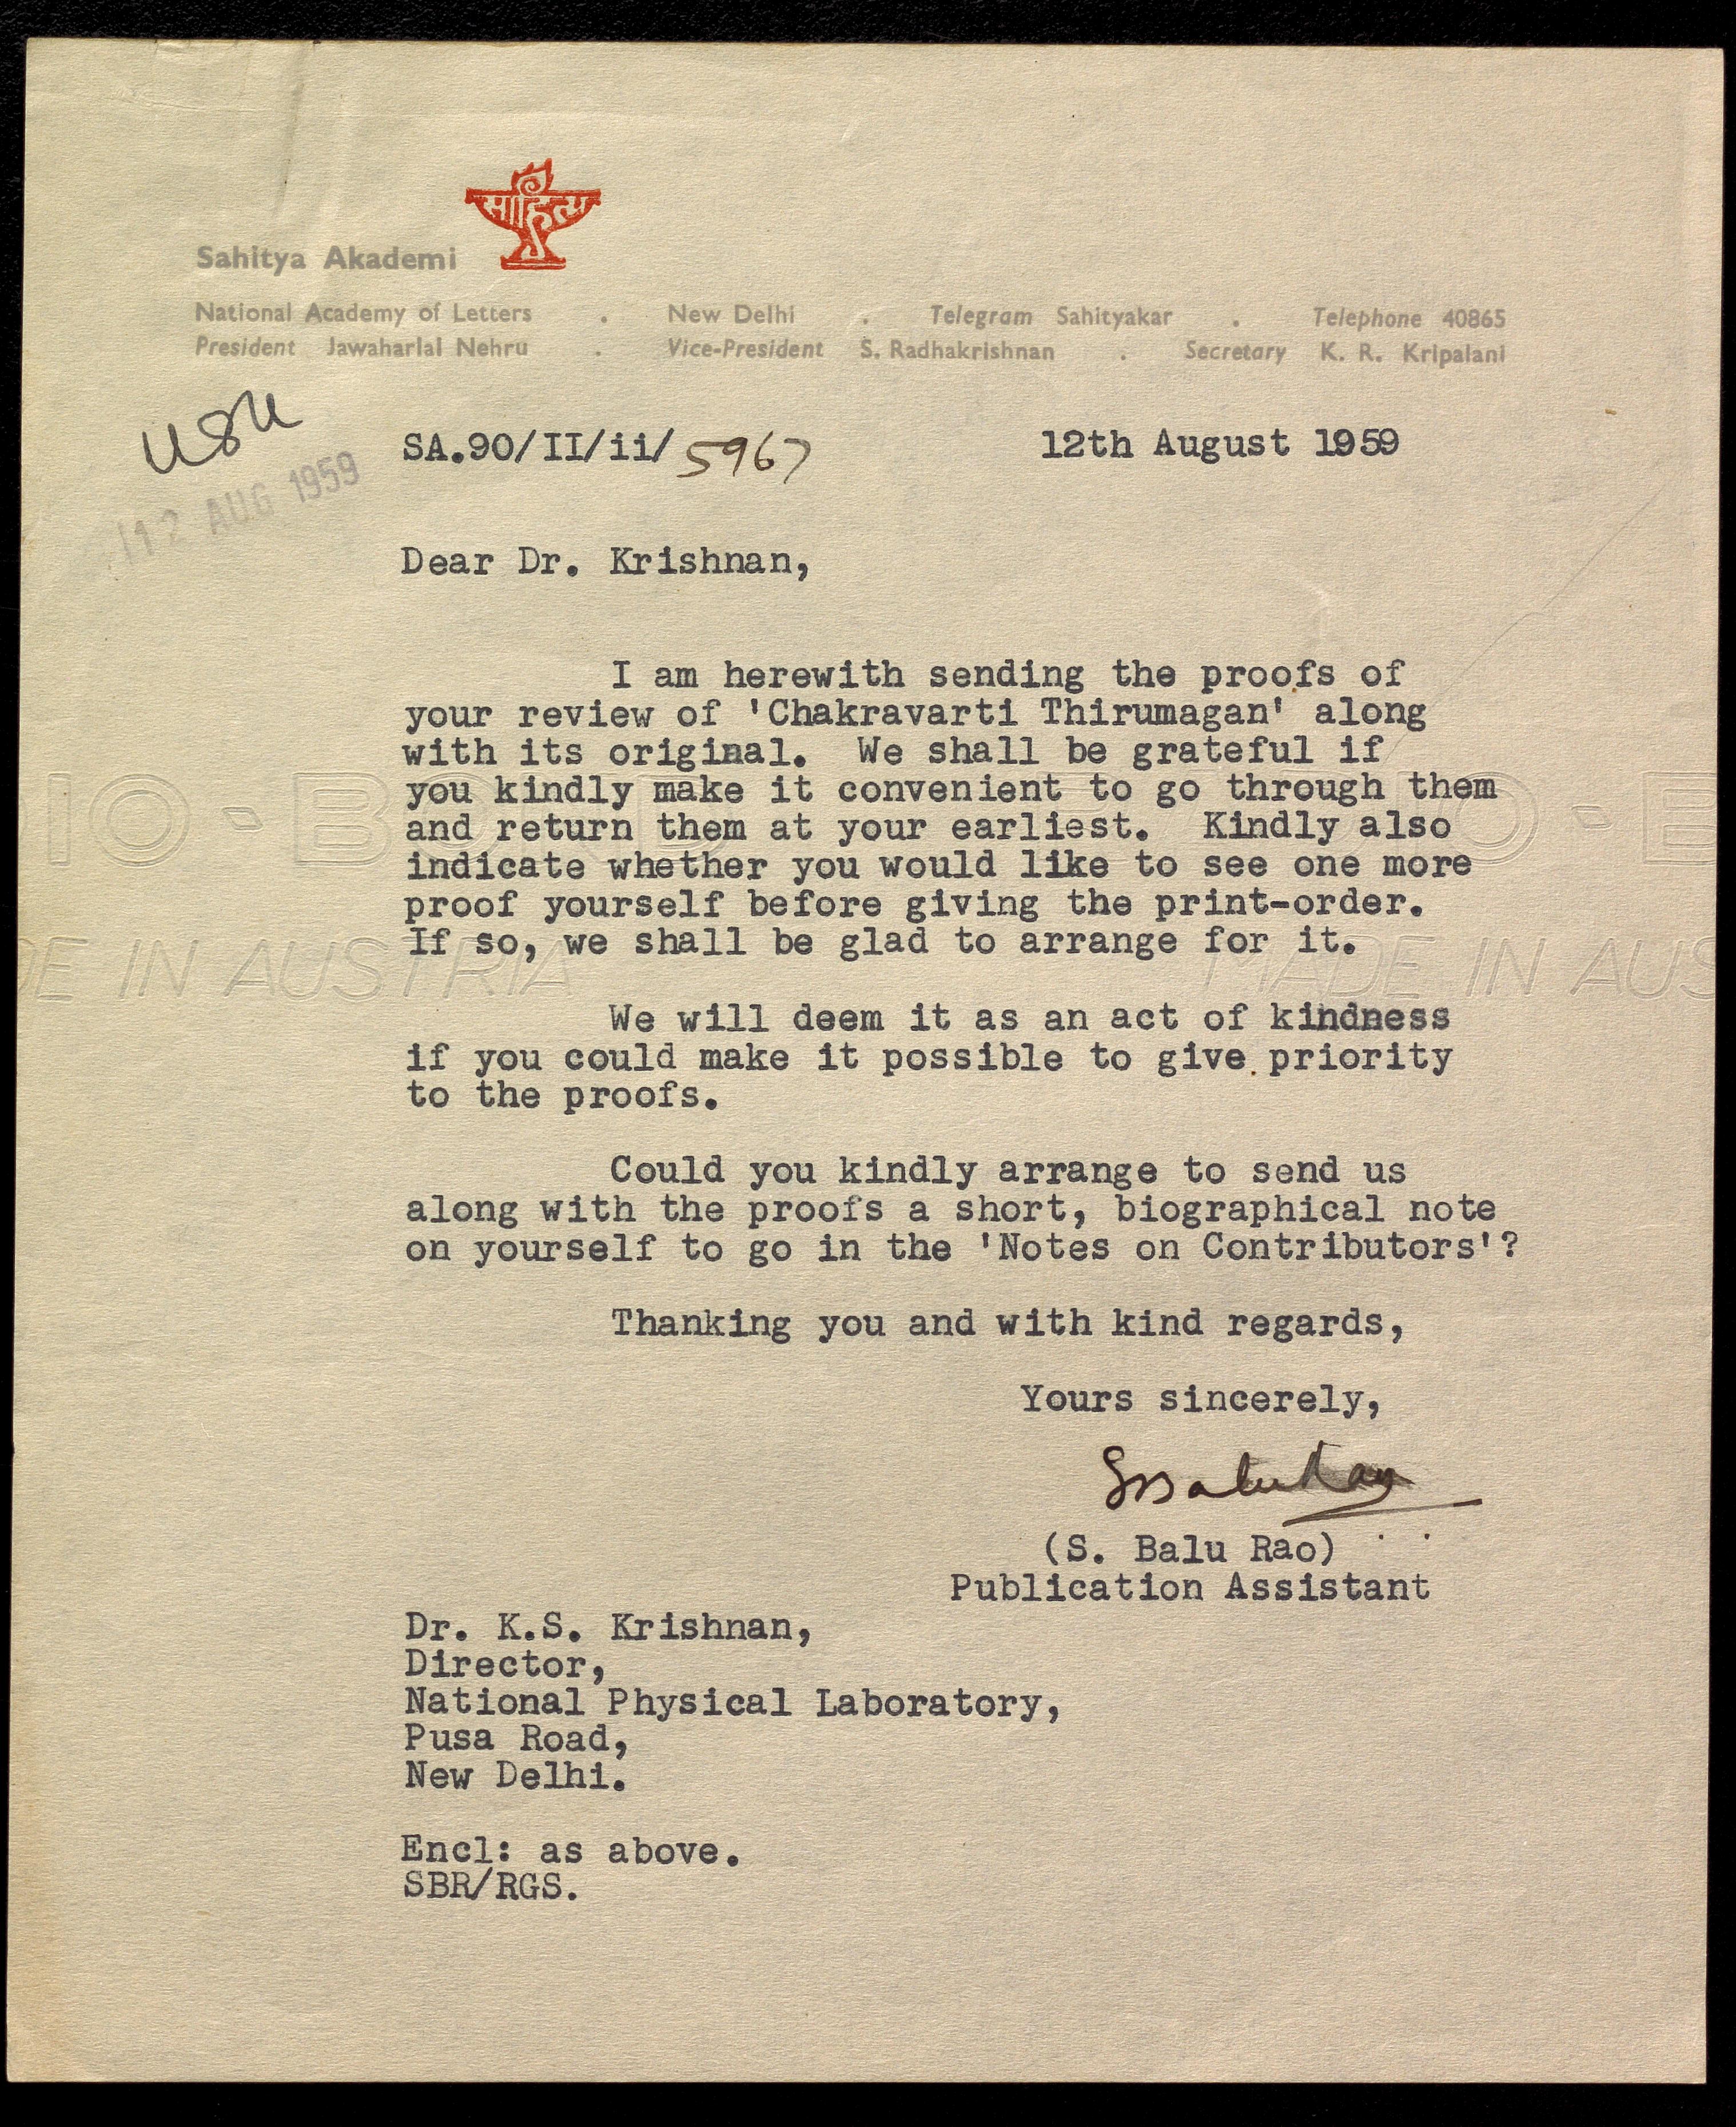 साहित्य
Sahitya Akademi
National Academy of Letters . New Delhi . Telegram Sahityakar . Telephone 40865
President Jawaharlal Nehru . Vice-President S. Radhakrishnan . Secretary K. R. Kripalani
SA.90/II/ii/5967
12th August 1959
12 AUG 1959
Dear Dr. Krishnan,
I am herewith sending the proofs of
your review of 'Chakravarti Thirumagan' along
with its original. We shall be grateful if
you kindly make it convenient to go through them
and return them at your earliest. Kindly also
indicate whether you would like to see one more
proof yourself before giving the print-order.
If so, we shall be glad to arrange for it.
MADE IN AUSTRIA
We will deem it as an act of kindness
if you could make it possible to give priority
to the proofs.
Could you kindly arrange to send us
along with the proofs a short, biographical note
on yourself to go in the 'Notes on Contributors'?
Thanking you and with kind regards,
Yours sincerely,
SBaluRao
(S. Balu Rao)
Publication Assistant
Dr. K.S. Krishnan,
Director,
National Physical Laboratory,
Pusa Road,
New Delhi.
Encl: as above.
SBR/RGS.